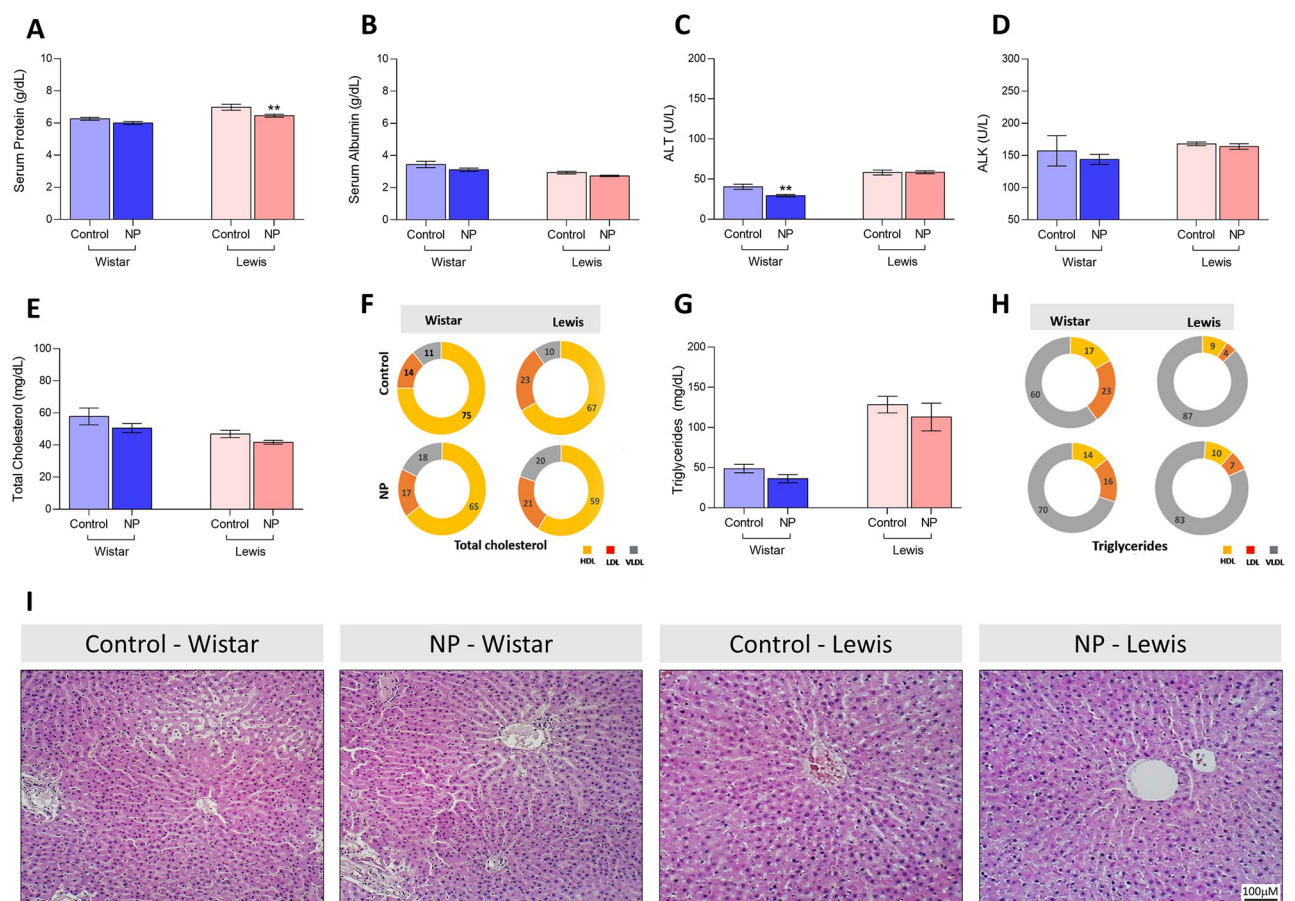 A
Serum Protein (g/dL)
10
8
6
4
2
0
**
Control NP Control NP
Wistar Lewis
B
Serum Albumin (g/dL)
10
8
6
4
2
0
Control NP Control NP
Wistar Lewis
C
ALT (U/L)
200
150
100
50
0
**
Control NP Control NP
Wistar Lewis
D
ALK (U/L)
300
250
200
150
100
50
Control NP Control NP
Wistar Lewis
E
Total Cholesterol (mg/dL)
100
80
60
40
20
0
Control NP Control NP
Wistar Lewis
F
Wistar Lewis
Control
11 14 75
10 23 67
NP
18 17 65
20 21 59
Total cholesterol
HDL LDL VLDL
G
Triglycerides (mg/dL)
200
150
100
50
0
Control NP Control NP
Wistar Lewis
H
Wistar Lewis
17 23 60
9 4 87
14 16 70
10 7 83
Triglycerides
HDL LDL VLDL
I
Control - Wistar
NP - Wistar
Control - Lewis
NP - Lewis
100µM